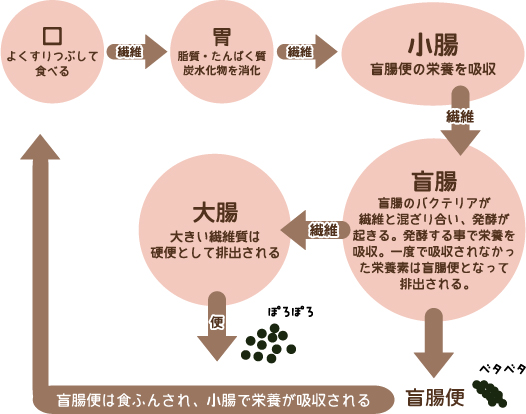 口
よくすりつぶして
食べる
繊維
胃
脂質・たんぱく質
炭水化物を消化
繊維
小腸
盲腸便の栄養を吸収
繊維
盲腸
盲腸のバクテリアが
繊維と混ざり合い、発酵が
起きる。発酵する事で栄養を
吸収。一度で吸収されなかっ
た栄養素は盲腸便となって
排出される。
繊維
大腸
大きい繊維質は
硬便として排出される
便
ぽろぽろ
ベタベタ
盲腸便
盲腸便は食ふんされ、小腸で栄養が吸収される